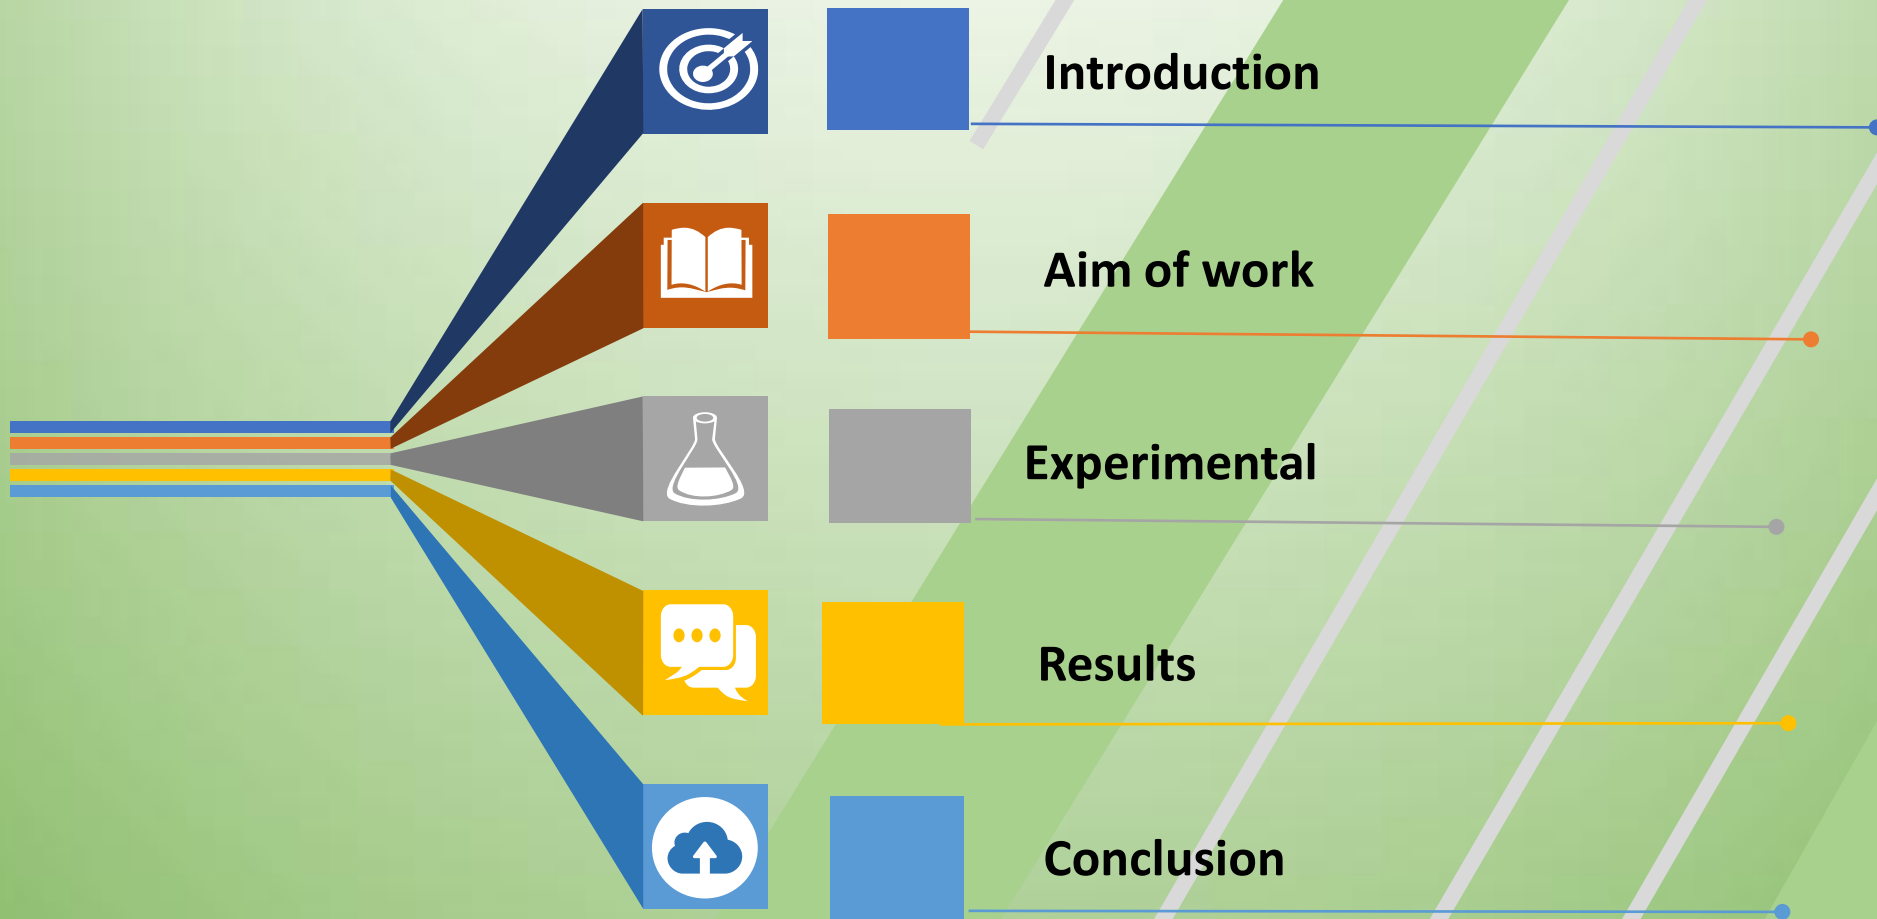 Introduction
Aim of work
Experimental
Results
Conclusion